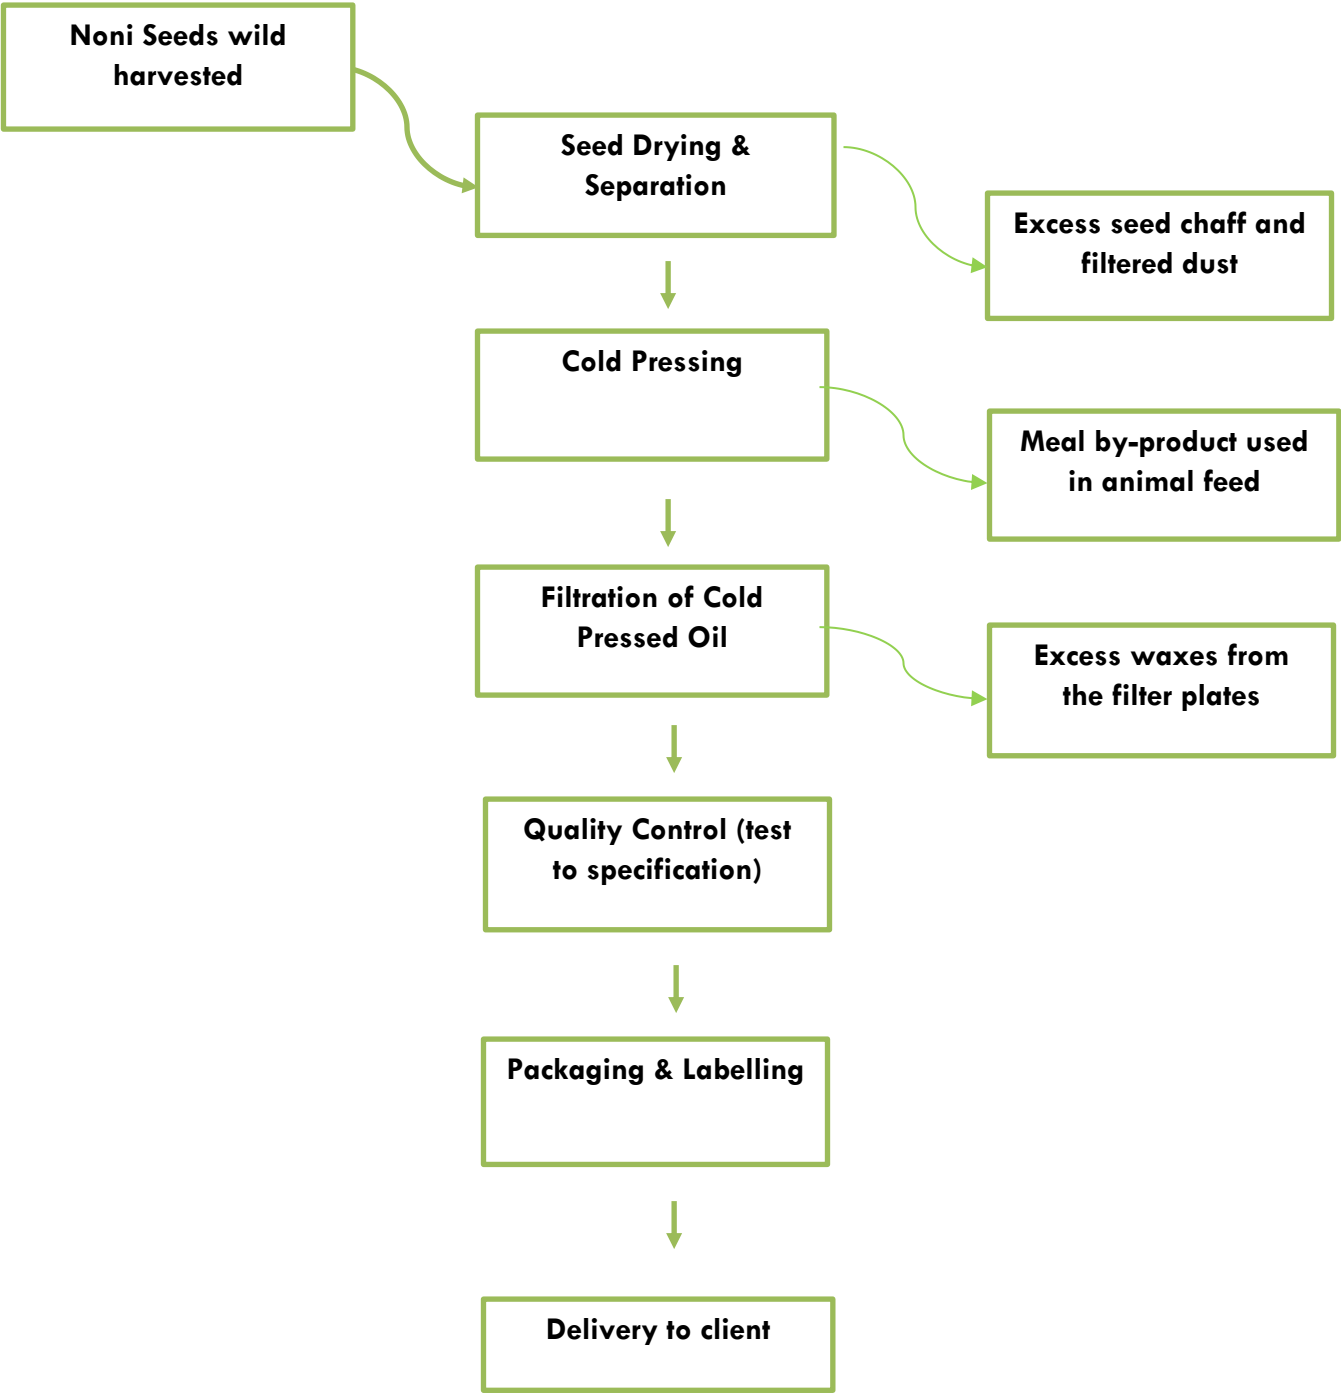 Noni Seeds wild
harvested
Seed Drying &
Separation
Excess seed chaff and
filtered dust
Cold Pressing
Meal by-product used
in animal feed
Filtration of Cold
Pressed Oil
Excess waxes from
the filter plates
Quality Control (test
to specification)
Packaging & Labelling
Delivery to client